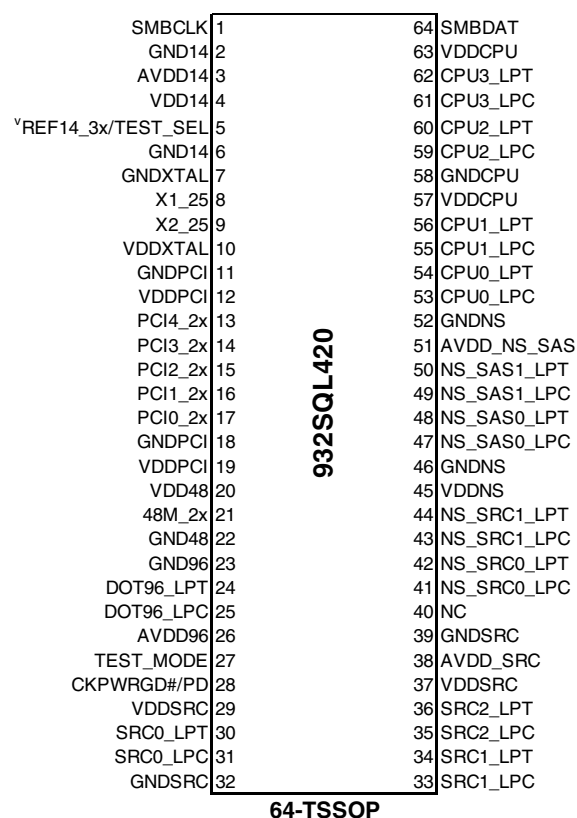 SMBCLK 1 64 SMBDAT
GND14 2 63 VDDCPU
AVDD14 3 62 CPU3_LPT
VDD14 4 61 CPU3_LPC
vREF14_3x/TEST_SEL 5 60 CPU2_LPT
GND14 6 59 CPU2_LPC
GNDXTAL 7 58 GNDCPU
X1_25 8 57 VDDCPU
X2_25 9 56 CPU1_LPT
VDDXTAL 10 55 CPU1_LPC
GNDPCI 11 54 CPU0_LPT
VDDPCI 12 53 CPU0_LPC
PCI4_2x 13 52 GNDNS
PCI3_2x 14 51 AVDD_NS_SAS
PCI2_2x 15 50 NS_SAS1_LPT
PCI1_2x 16 49 NS_SAS1_LPC
PCI0_2x 17 48 NS_SAS0_LPT
GNDPCI 18 47 NS_SAS0_LPC
VDDPCI 19 46 GNDNS
VDD48 20 45 VDDNS
48M_2x 21 44 NS_SRC1_LPT
GND48 22 43 NS_SRC1_LPC
GND96 23 42 NS_SRC0_LPT
DOT96_LPT 24 41 NS_SRC0_LPC
DOT96_LPC 25 40 NC
AVDD96 26 39 GNDSRC
TEST_MODE 27 38 AVDD_SRC
CKPWRGD#/PD 28 37 VDDSRC
VDDSRC 29 36 SRC2_LPT
SRC0_LPT 30 35 SRC2_LPC
SRC0_LPC 31 34 SRC1_LPT
GNDSRC 32 33 SRC1_LPC
932SQL420
64-TSSOP